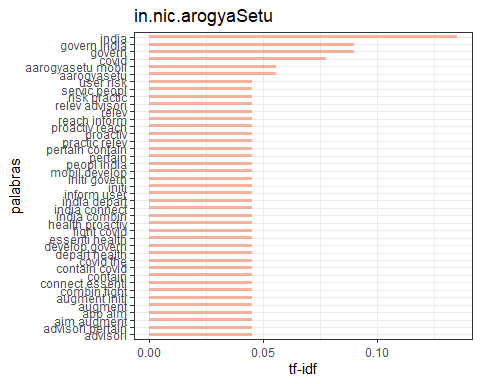 in.nic.arogyaSetu
india
govern india
govern
covid
aarogyasetu mobil
aarogyasetu
user risk
servic peopl
risk practic
relev advisori
relev
reach inform
proactiv reach
proactiv
practic relev
pertain contain
pertain
peopl india
mobil develop
initi govern
initi
inform user
india depart
india connect
india combin
health proactiv
fight covid
essenti health
develop govern
depart health
covid the
contain covid
contain
connect essenti
combin fight
augment initi
augment
app aim
aim augment
advisori pertain
advisori
palabras
0.00
0.05
0.10
tf-idf